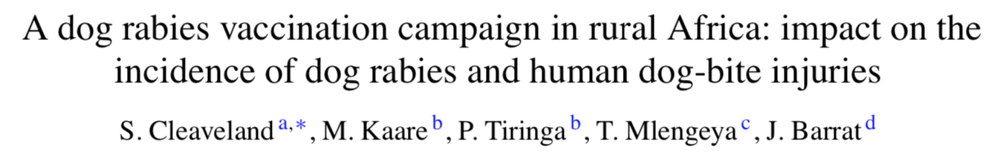 A dog rabies vaccination campaign in rural Africa: impact on the
incidence of dog rabies and human dog-bite injuries
S. Cleaveland a,*, M. Kaare b, P. Tiringa b, T. Mlengeya c, J. Barrat d